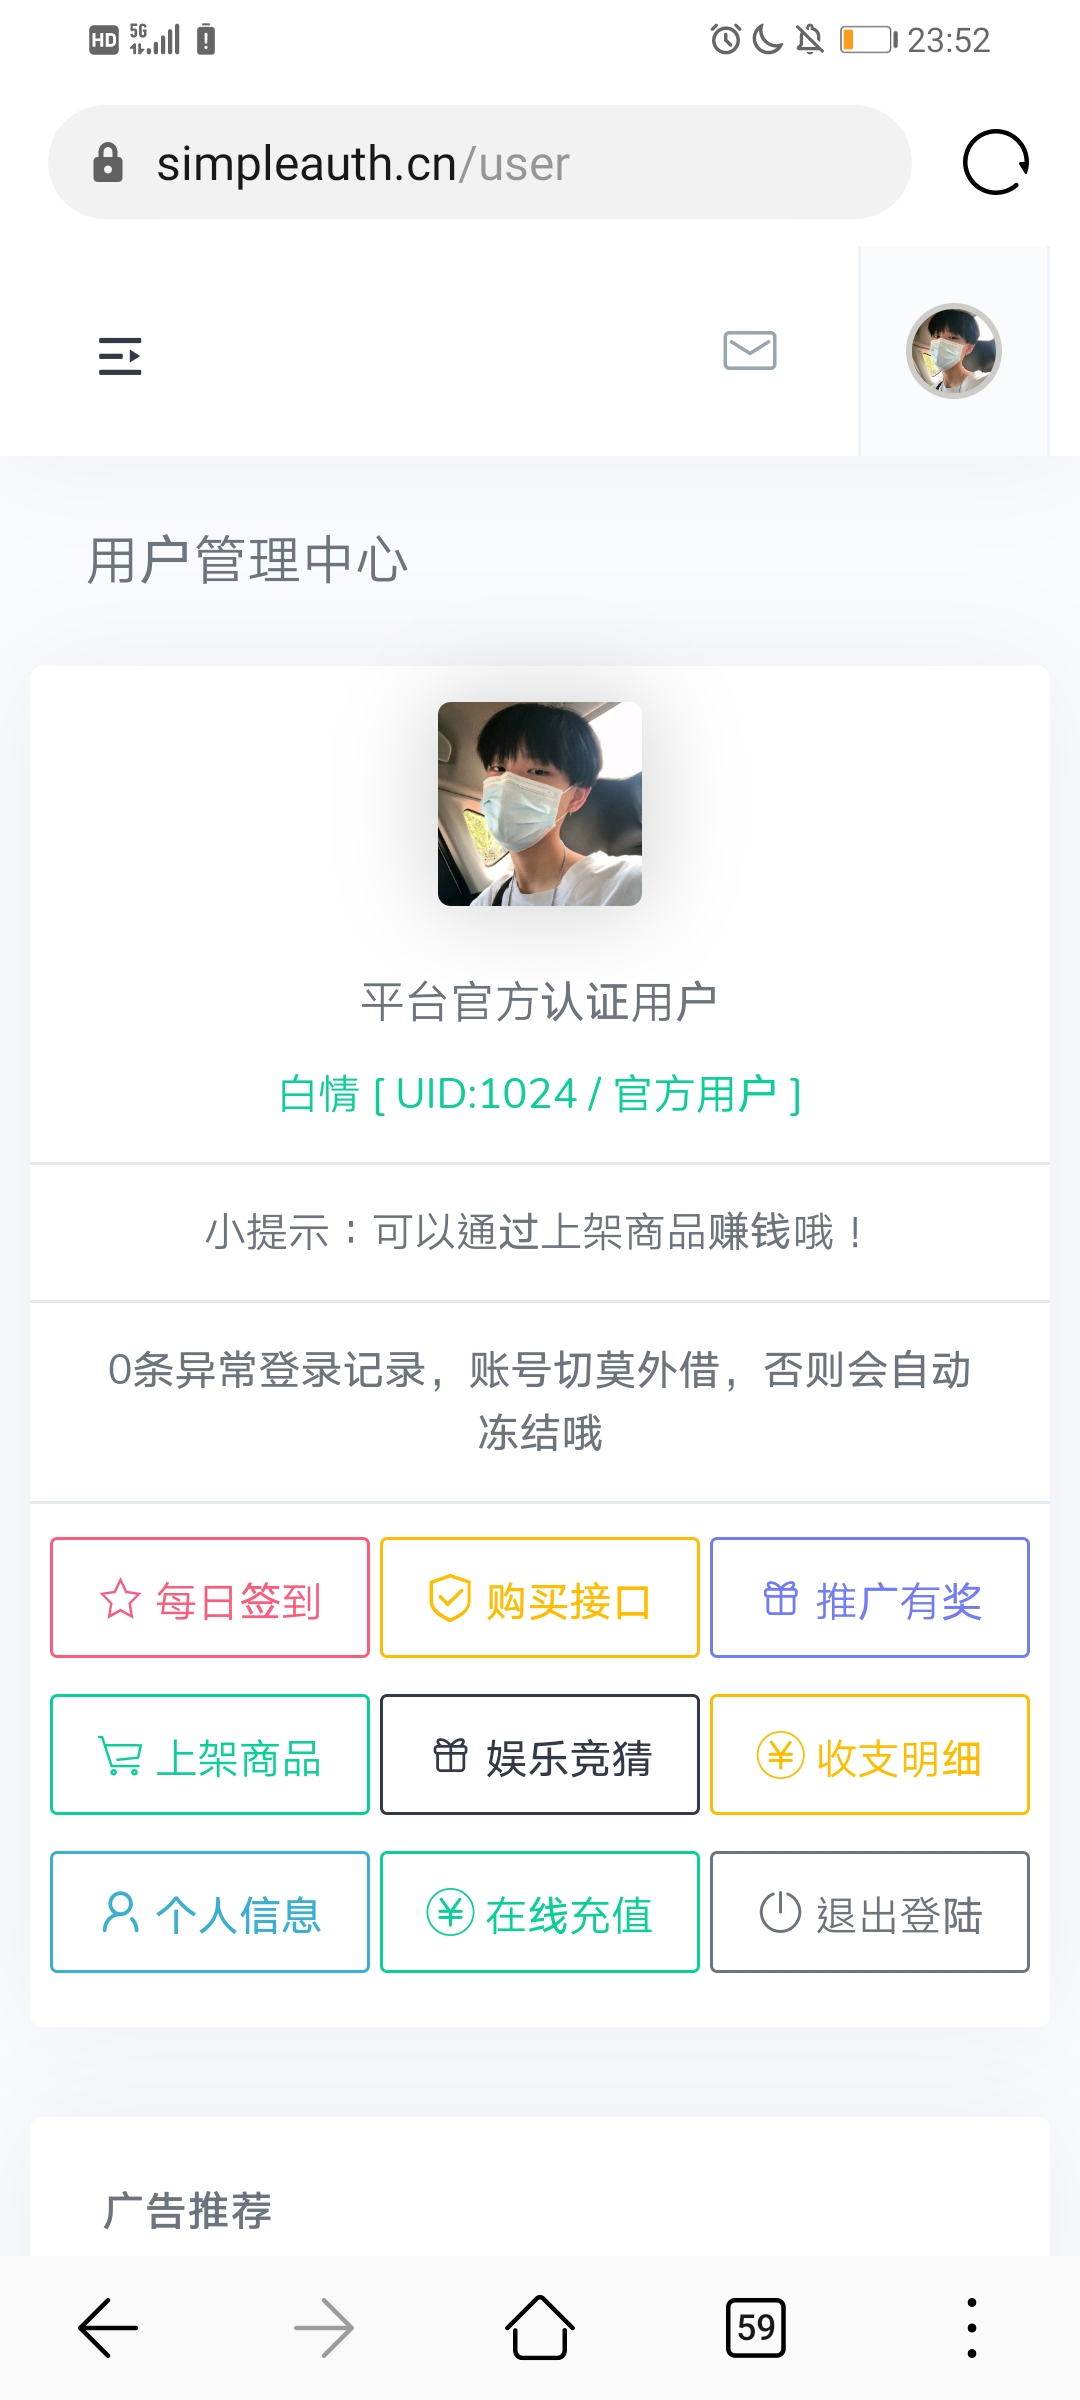 HD 5G 23:52
simpleauth.cn/user
用户管理中心
平台官方认证用户
白情 [ UID:1024 / 官方用户 ]
小提示：可以通过上架商品赚钱哦！
0条异常登录记录，账号切莫外借，否则会自动
冻结哦
每日签到 购买接口 推广有奖
上架商品 娱乐竞猜 收支明细
个人信息 在线充值 退出登陆
广告推荐
59